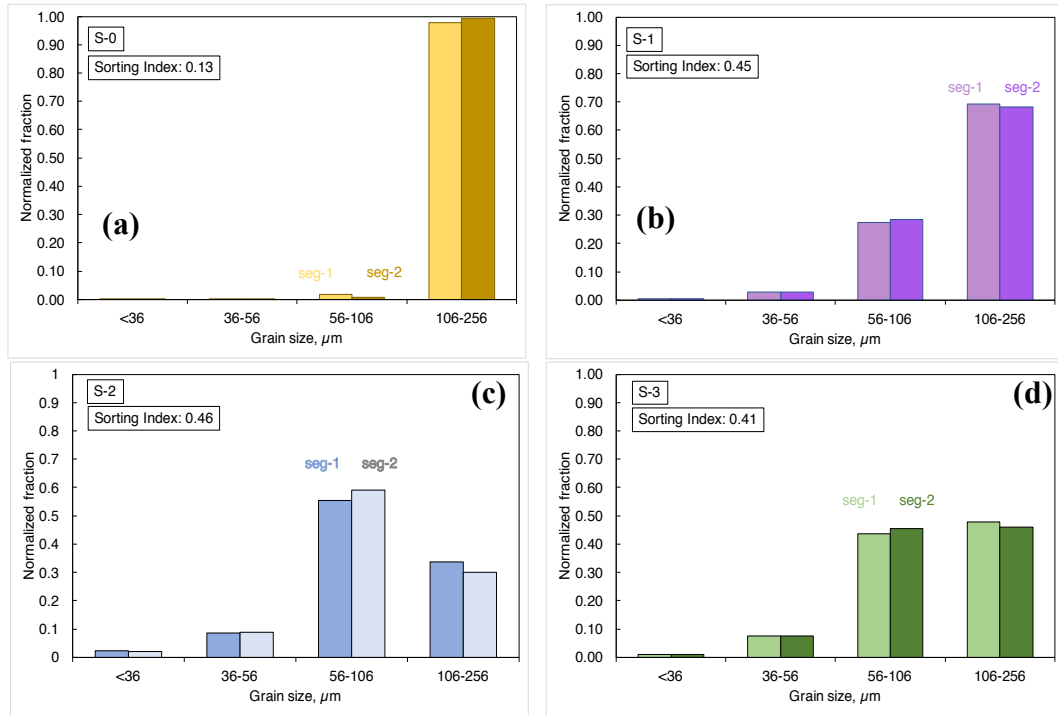 S-0
Sorting Index: 0.13
(a)
seg-1 seg-2
Normalized fraction
1.00
0.90
0.80
0.70
0.60
0.50
0.40
0.30
0.20
0.10
0.00
<36 36-56 56-106 106-256
Grain size, µm
S-1
Sorting Index: 0.45
(b)
seg-1 seg-2
Normalized fraction
1.00
0.90
0.80
0.70
0.60
0.50
0.40
0.30
0.20
0.10
0.00
<36 36-56 56-106 106-256
Grain size, µm
S-2
Sorting Index: 0.46
(c)
seg-1 seg-2
Normalized fraction
1
0.9
0.8
0.7
0.6
0.5
0.4
0.3
0.2
0.1
0
<36 36-56 56-106 106-256
Grain size, µm
S-3
Sorting Index: 0.41
(d)
seg-1 seg-2
Normalized fraction
1.00
0.90
0.80
0.70
0.60
0.50
0.40
0.30
0.20
0.10
0.00
<36 36-56 56-106 106-256
Grain size, µm